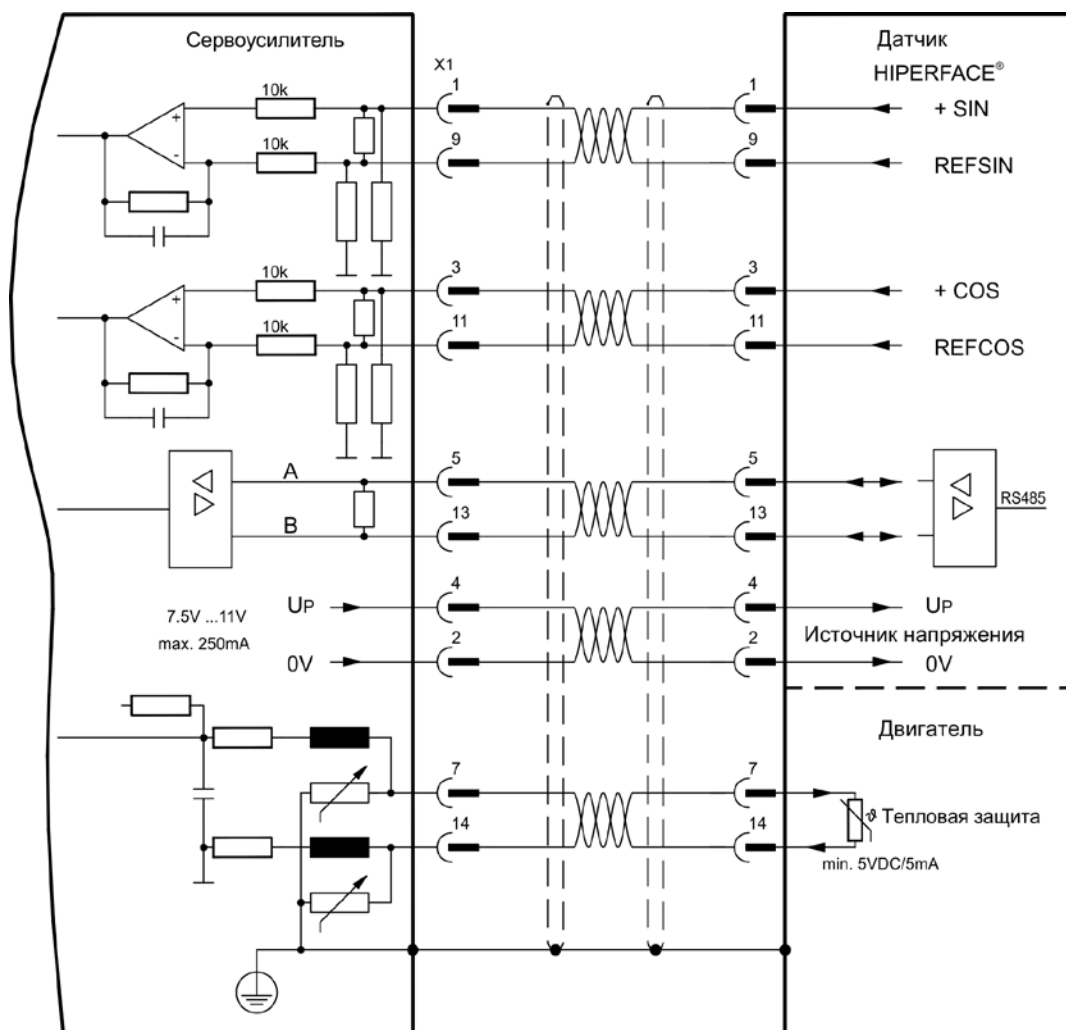 Сервоусилитель
Датчик
HIPERFACE®
X1
10k
1
1
+ SIN
+
-
10k
9
9
REFSIN
10k
3
3
+ COS
+
-
10k
11
11
REFCOS
A
5
5
RS485
B
13
13
7.5V ...11V
max. 250mA
UP
4
4
UP
Источник напряжения
0V
2
2
0V
Двигатель
7
7
ϑ Тепловая защита
14
14
min. 5VDC/5mA